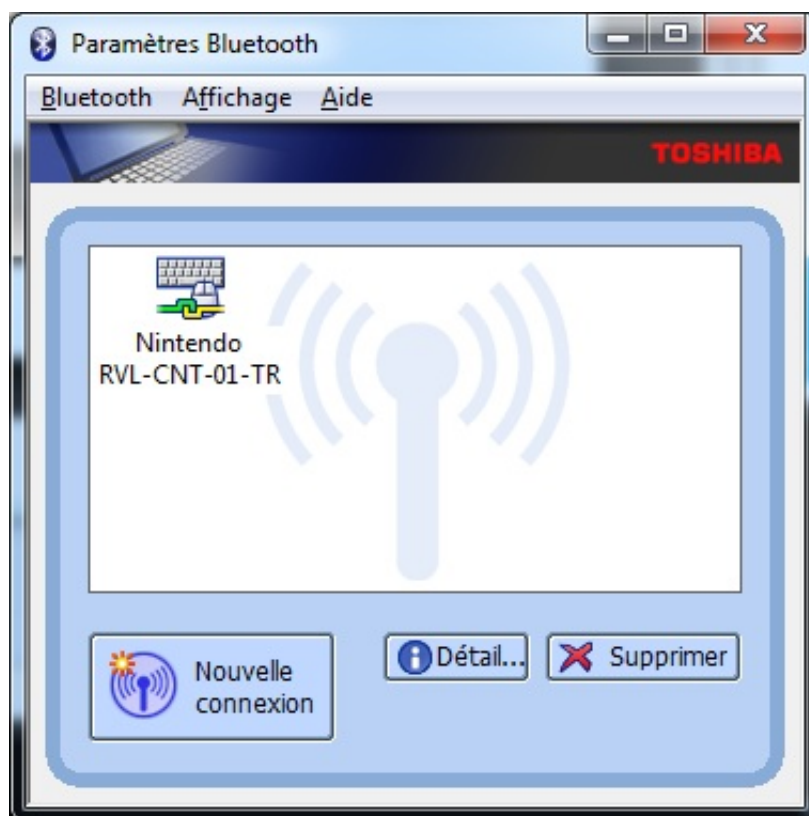 Paramètres Bluetooth
Bluetooth Affichage Aide
TOSHIBA
Nintendo
RVL-CNT-01-TR
Nouvelle
connexion
Détail...
Supprimer